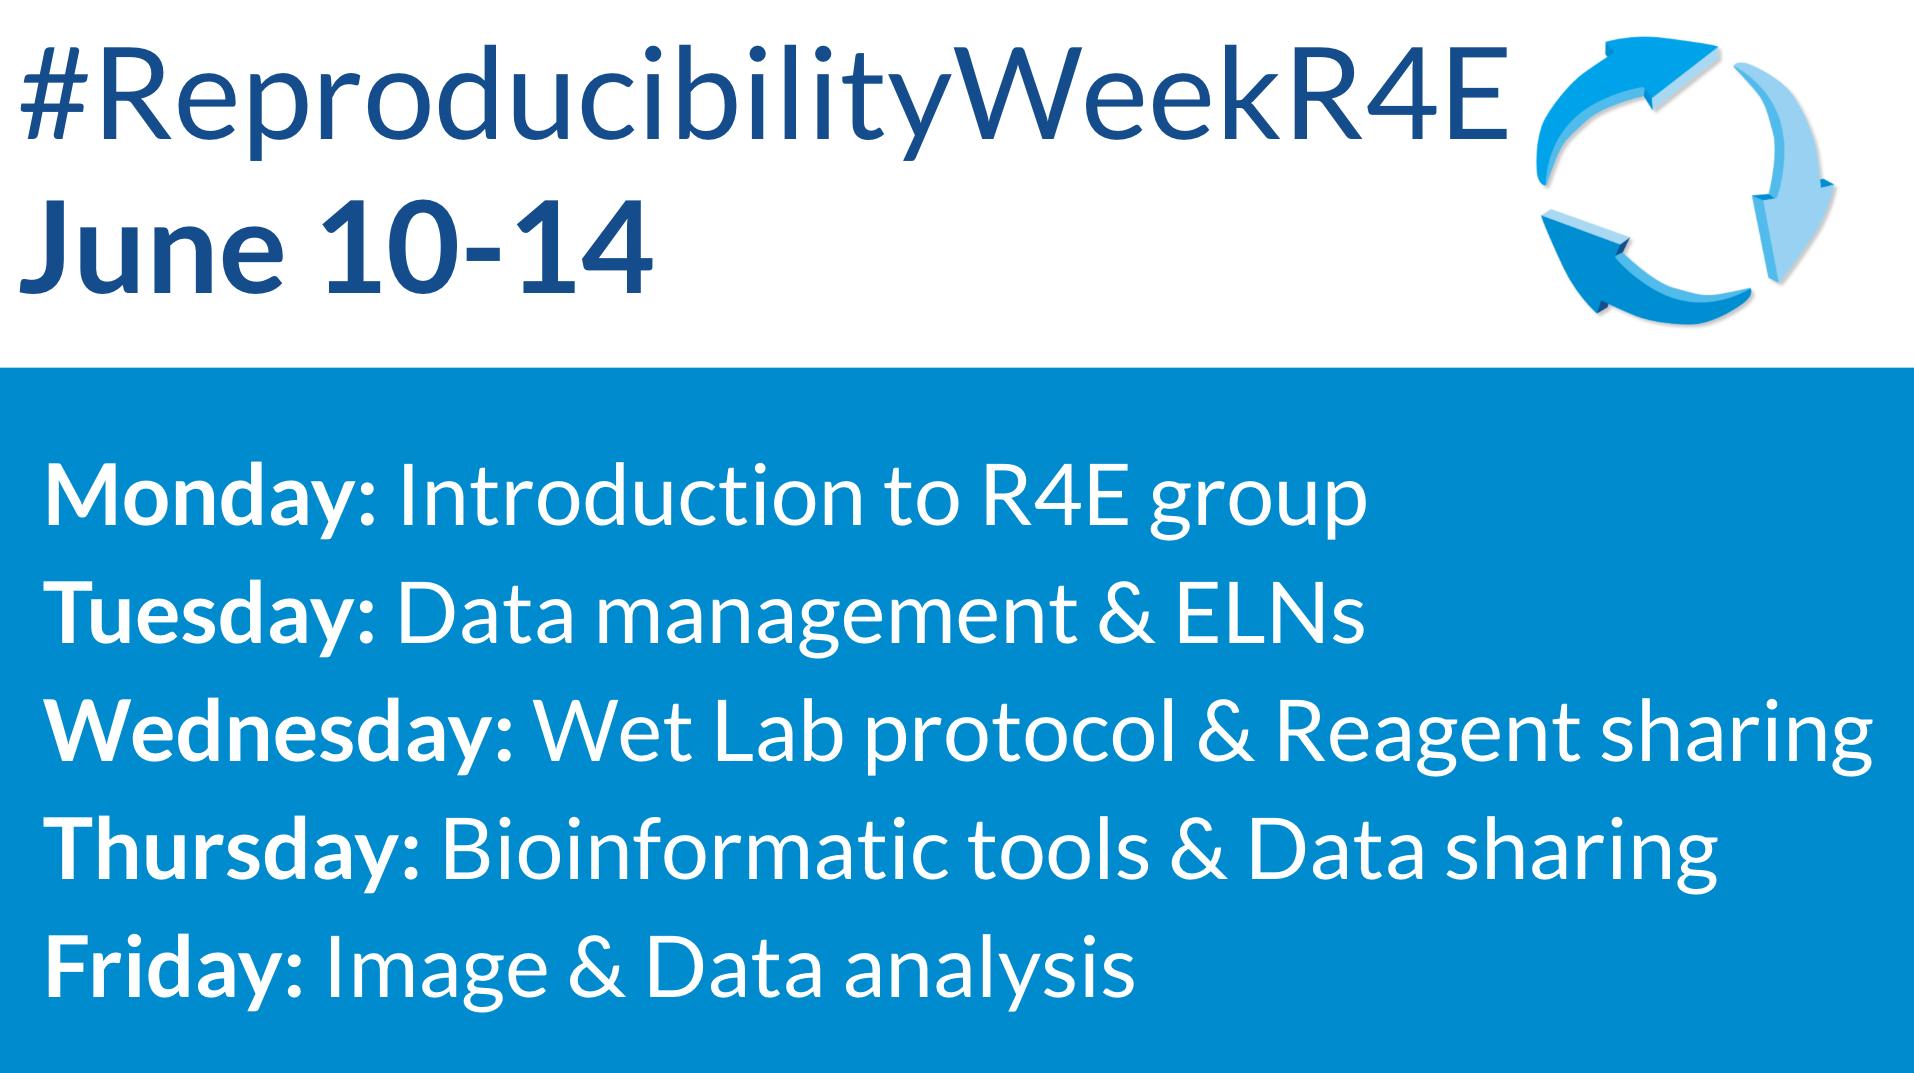 #ReproducibilityWeekR4E
June 10-14
Monday: Introduction to R4E group
Tuesday: Data management & ELNs
Wednesday: Wet Lab protocol & Reagent sharing
Thursday: Bioinformatic tools & Data sharing
Friday: Image & Data analysis